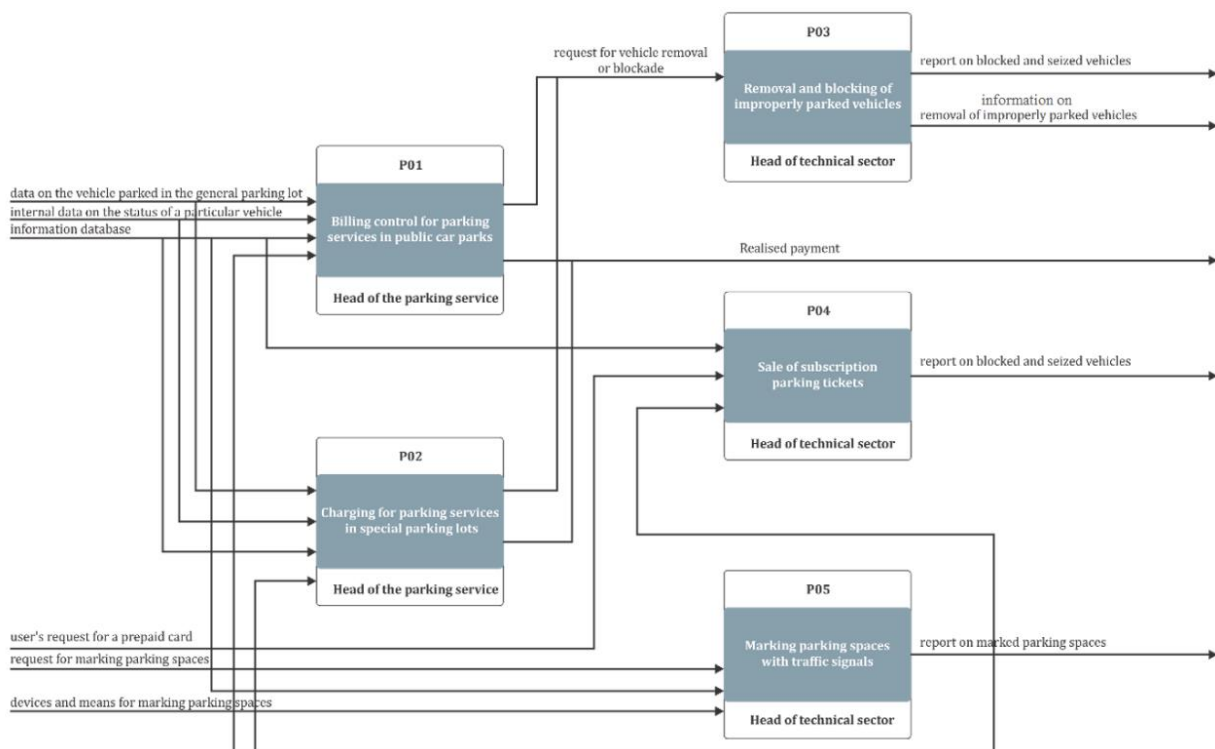 P03
request for vehicle removal
or blockade
report on blocked and seized vehicles
Removal and blocking of
improperly parked vehicles
information on
removal of improperly parked vehicles
Head of technical sector
P01
data on the vehicle parked in the general parking lot
internal data on the status of a particular vehicle
information database
Billing control for parking
services in public car parks
Realised payment
Head of the parking service
P04
Sale of subscription
parking tickets
report on blocked and seized vehicles
Head of technical sector
P02
Charging for parking services
in special parking lots
Head of the parking service
P05
user's request for a prepaid card
request for marking parking spaces
Marking parking spaces
with traffic signals
report on marked parking spaces
devices and means for marking parking spaces
Head of technical sector